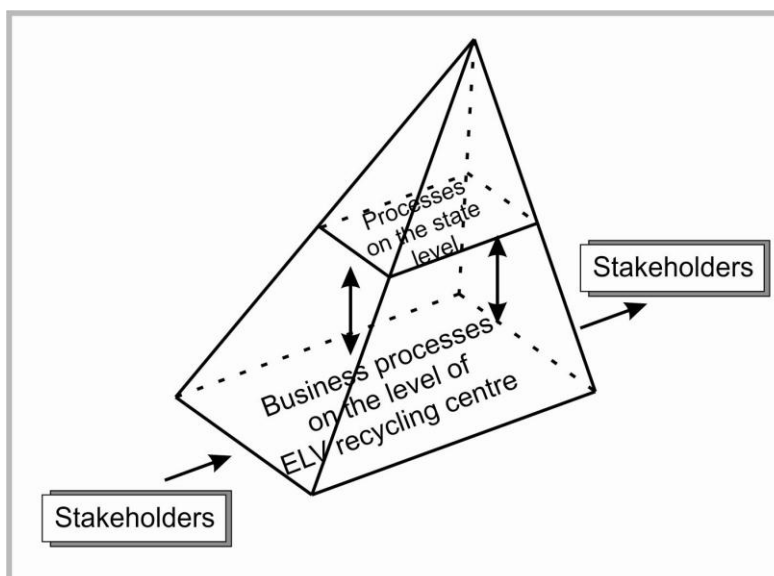 Processes
on the state
level
Stakeholders
Business processes
on the level of
ELV recycling centre
Stakeholders